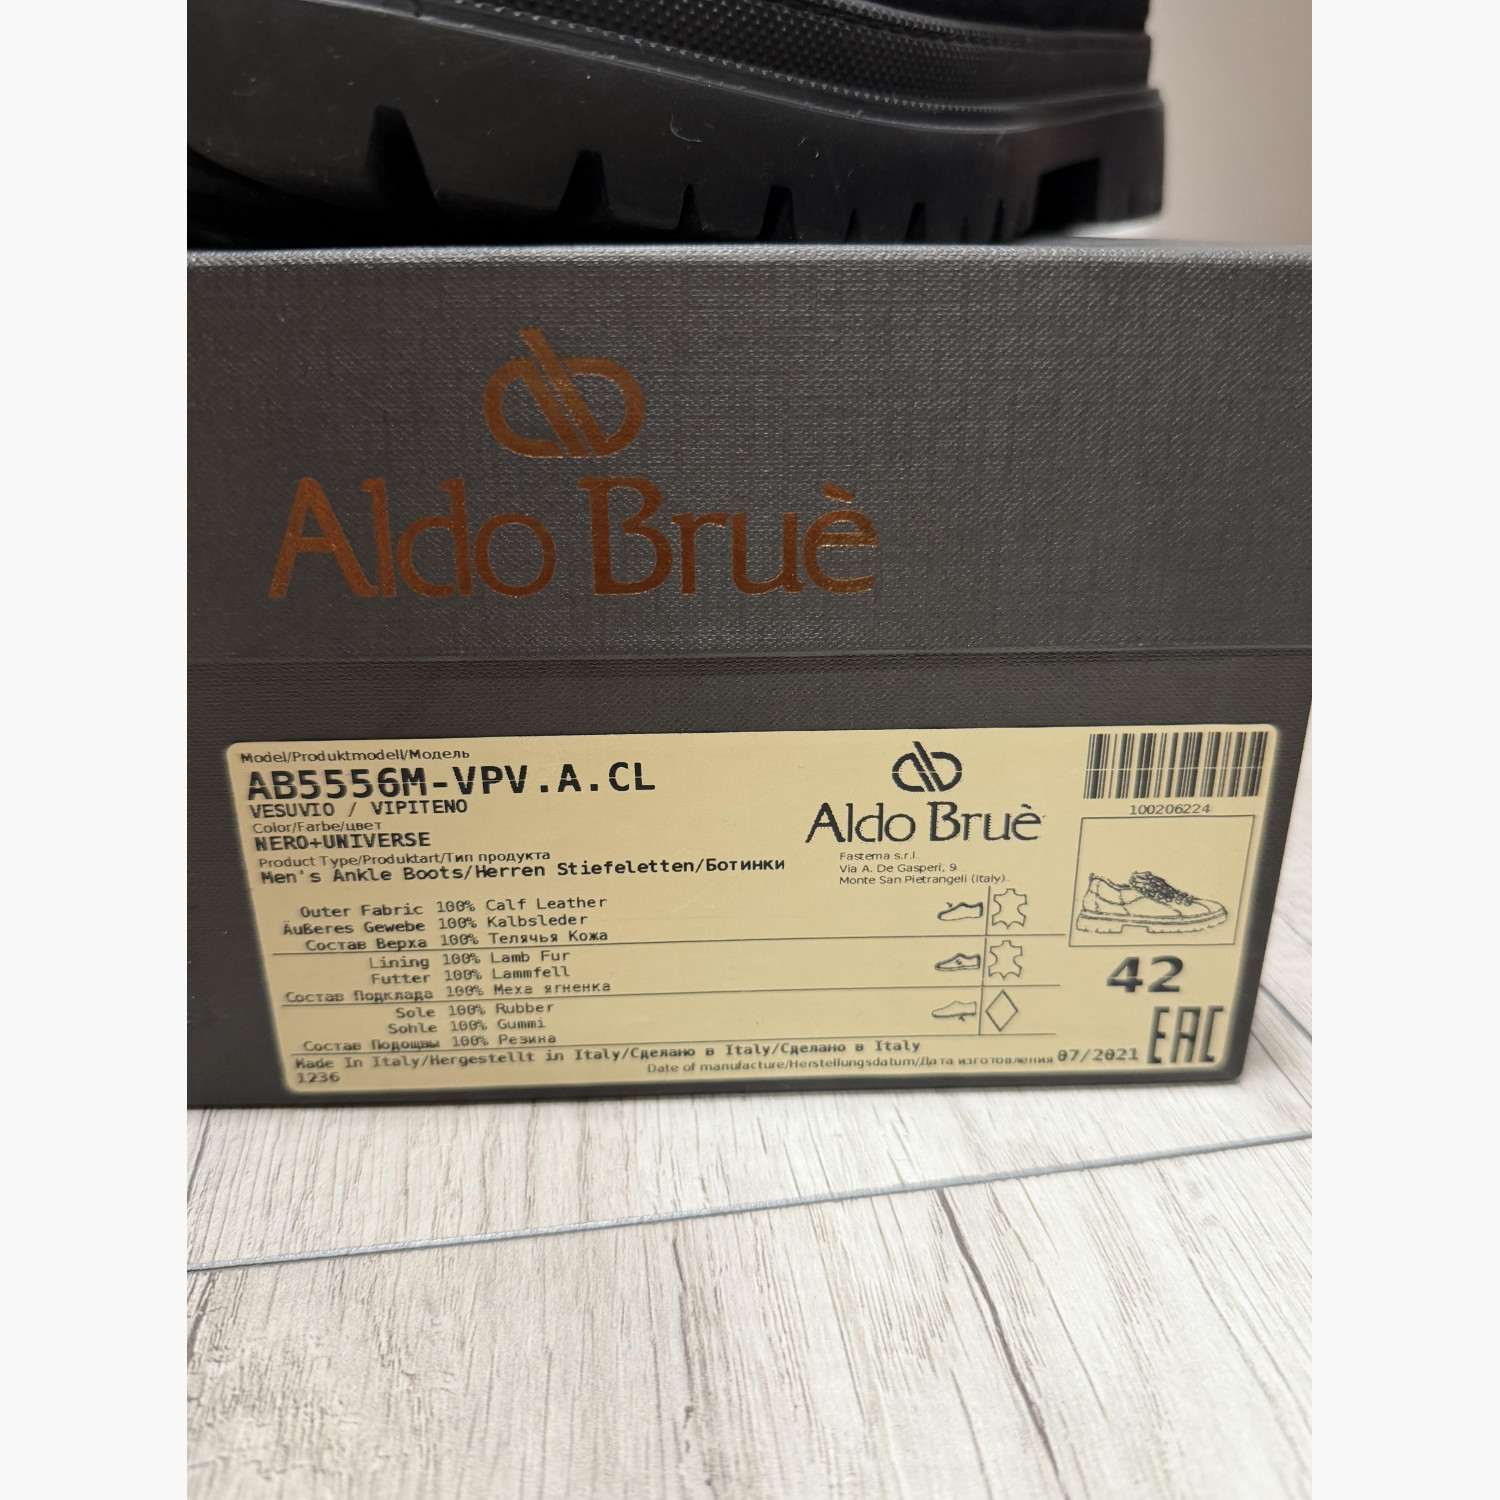 Aldo Bruè
Model/Produktmodell/Модель
AB5556M-VPV.A.CL
VESUVIO / VIPITENO
Color/Farbe/цвет
NERO+UNIVERSE
Product Type/Produktart/Тип продукта
Men's Ankle Boots/Herren Stiefeletten/Ботинки
Aldo Bruè
Fastema s.r.l.
Via A. De Gasperi, 9
Monte San Pietrangeli (Italy)
100206224
Outer Fabric 100% Calf Leather
Äußeres Gewebe 100% Kalbsleder
Состав Верха 100% Телячья Кожа
Lining 100% Lamb Fur
Futter 100% Lammfell
Состав Подклада 100% Меха ягненка
Sole 100% Rubber
Sohle 100% Gummi
Состав Подошвы 100% Резина
42
EAC
Made In Italy/Hergestellt in Italy/Сделано в Italy/Сделано в Italy
1236
Date of manufacture/Herstellungsdatum/Дата изготовления 07/2021